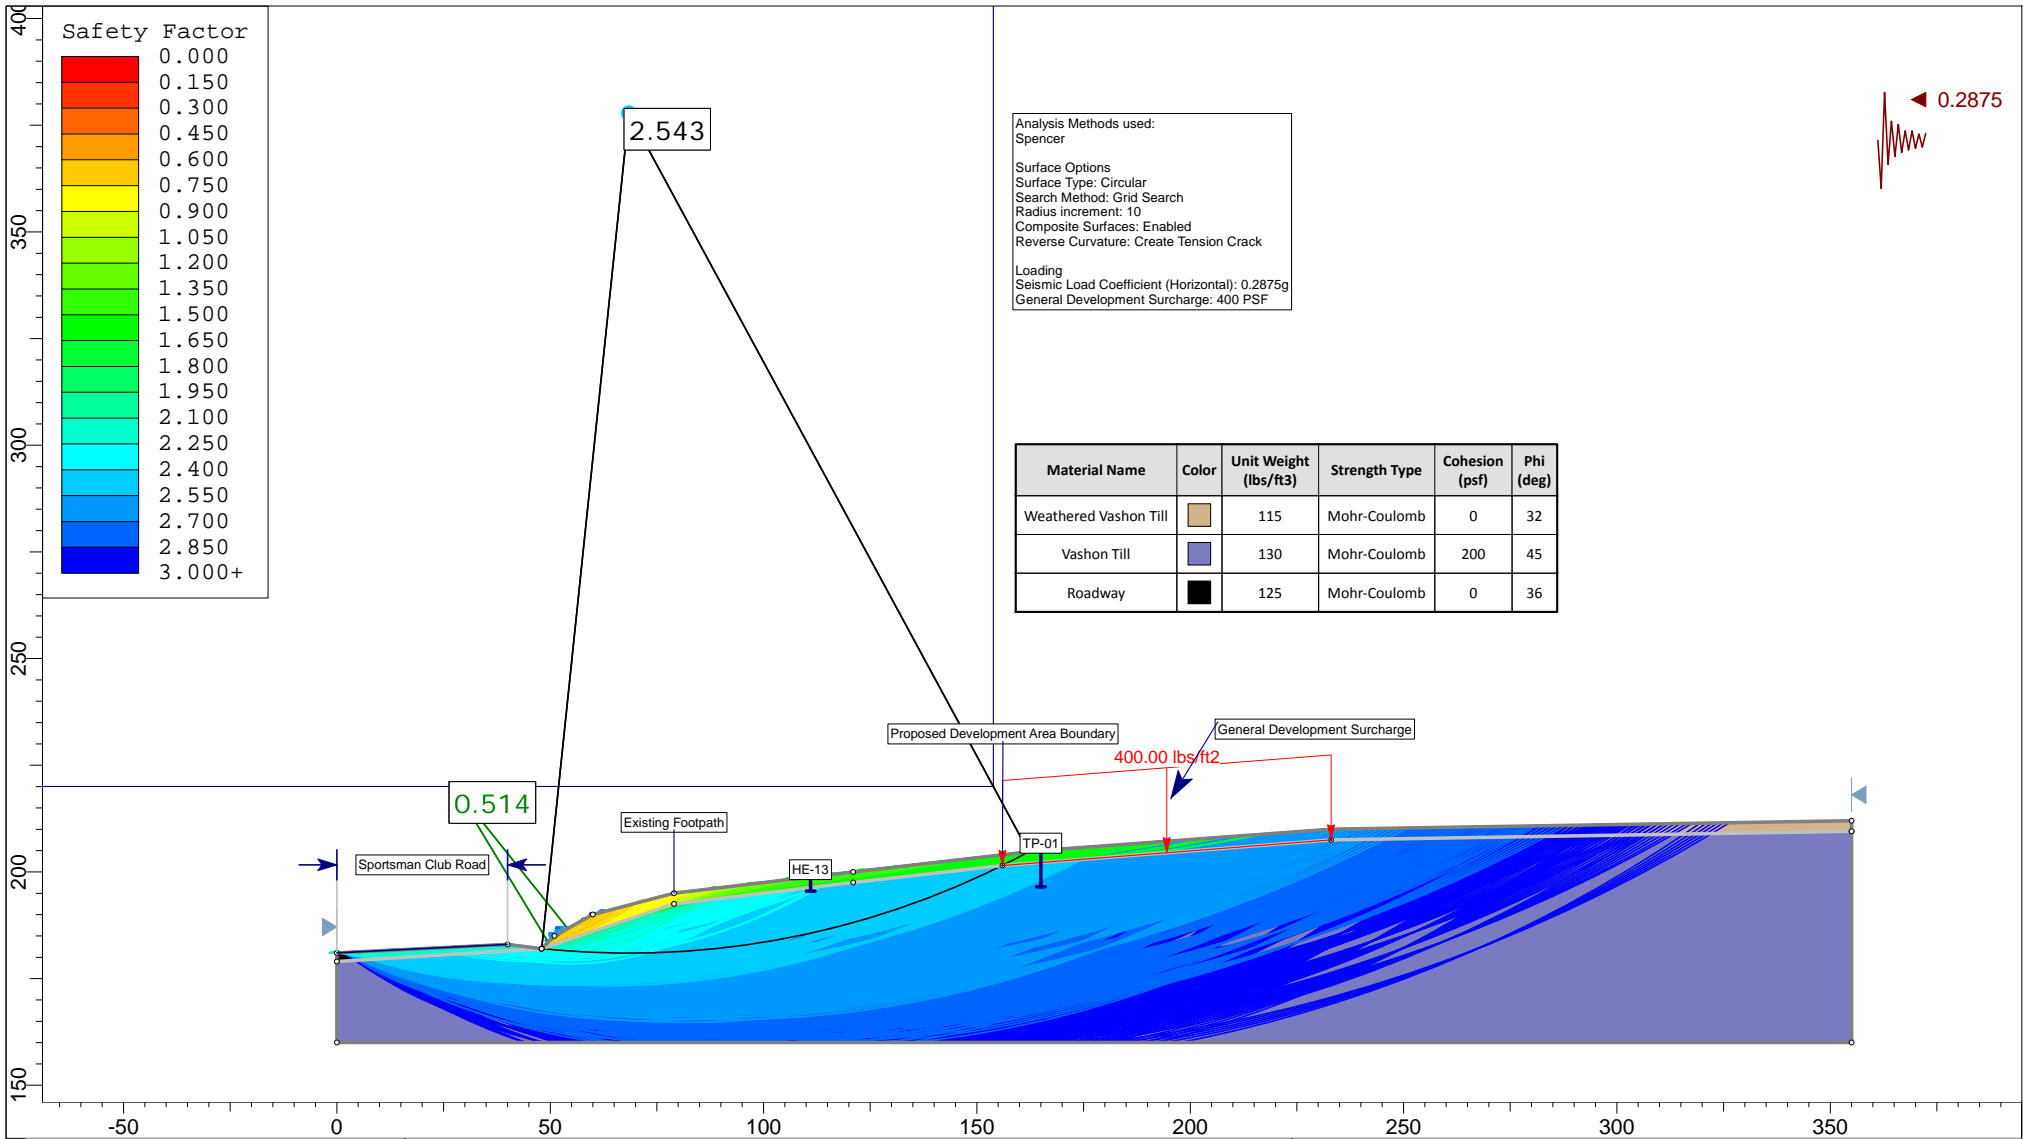 Safety Factor
0.000
0.150
0.300
0.450
0.600
0.750
0.900
1.050
1.200
1.350
1.500
1.650
1.800
1.950
2.100
2.250
2.400
2.550
2.700
2.850
3.000+
2.543
Analysis Methods used:
Spencer
Surface Options
Surface Type: Circular
Search Method: Grid Search
Radius increment: 10
Composite Surfaces: Enabled
Reverse Curvature: Create Tension Crack
Loading
Seismic Load Coefficient (Horizontal): 0.2875g
General Development Surcharge: 400 PSF
0.2875
Material Name Color Unit Weight (lbs/ft3) Strength Type Cohesion (psf) Phi (deg)
Weathered Vashon Till 115 Mohr-Coulomb 0 32
Vashon Till 130 Mohr-Coulomb 200 45
Roadway 125 Mohr-Coulomb 0 36
Proposed Development Area Boundary
General Development Surcharge
400.00 lbs/ft2
0.514
Existing Footpath
Sportsman Club Road
HE-13
TP-01
400
350
300
250
200
150
-50 0 50 100 150 200 250 300 350